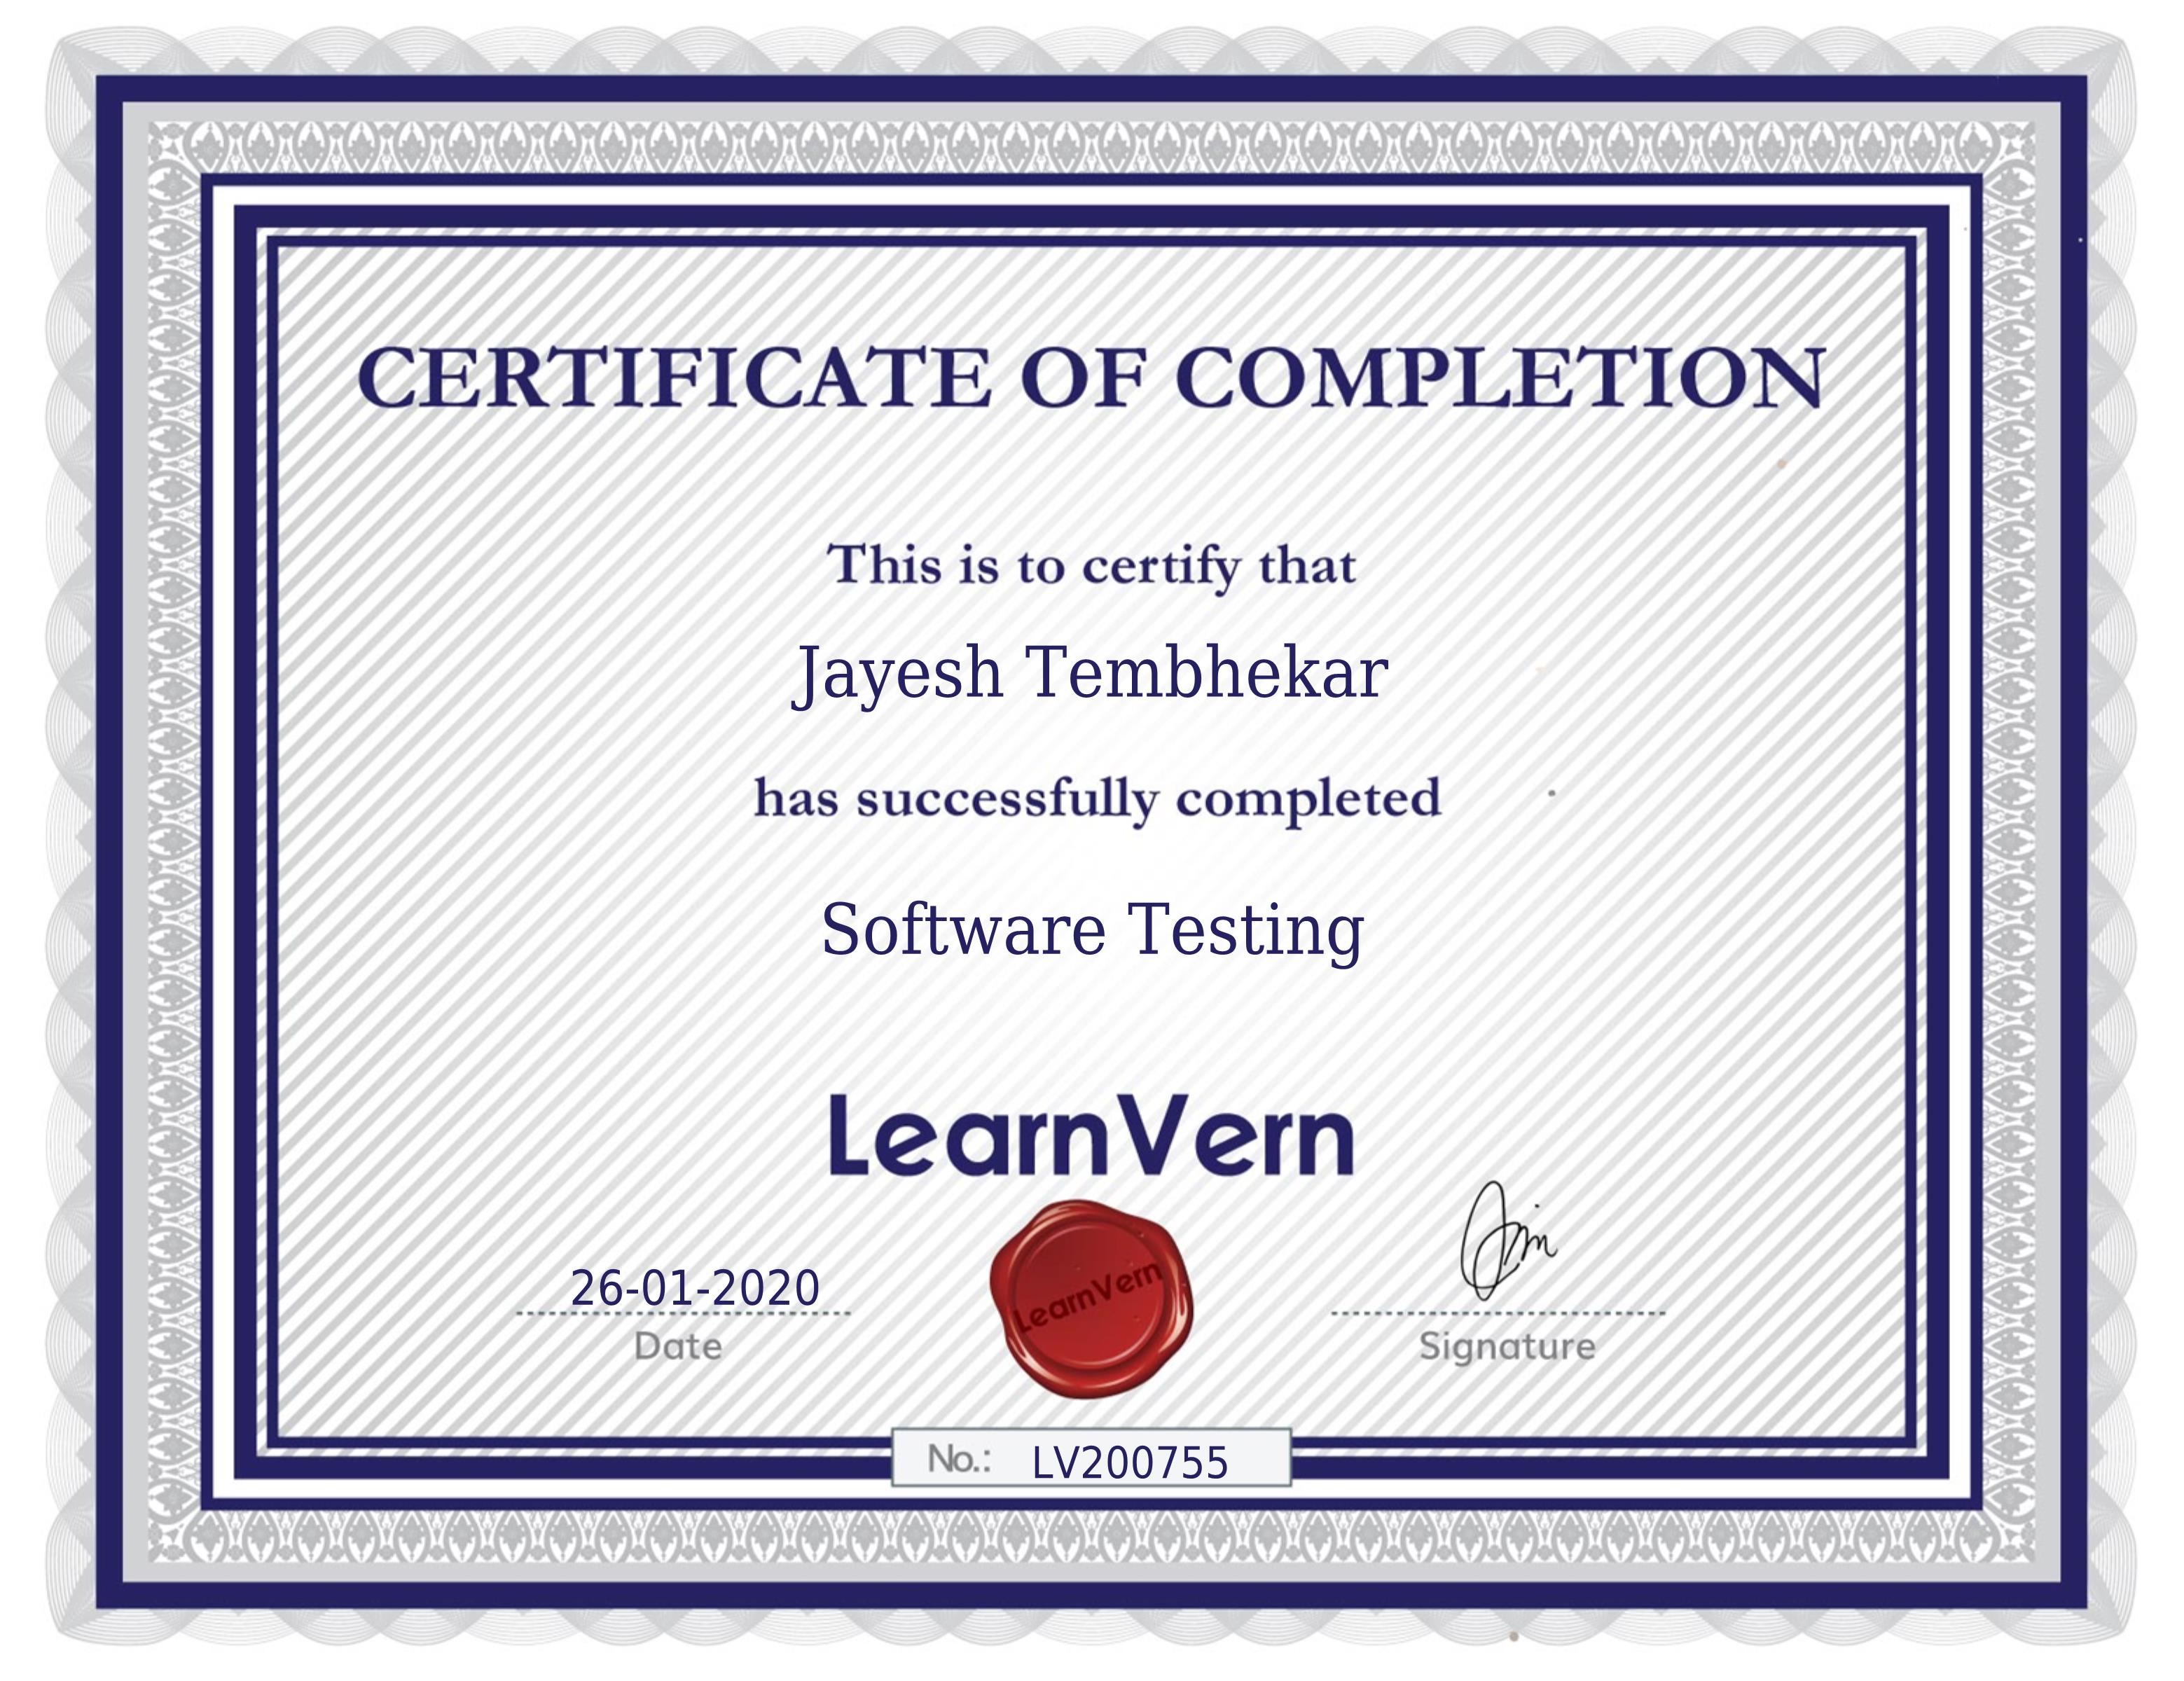 CERTIFICATE OF COMPLETION
This is to certify that
Jayesh Tembhekar
has successfully completed
Software Testing
LearnVern
26-01-2020
Date
LearnVern
Signature
No.: LV200755